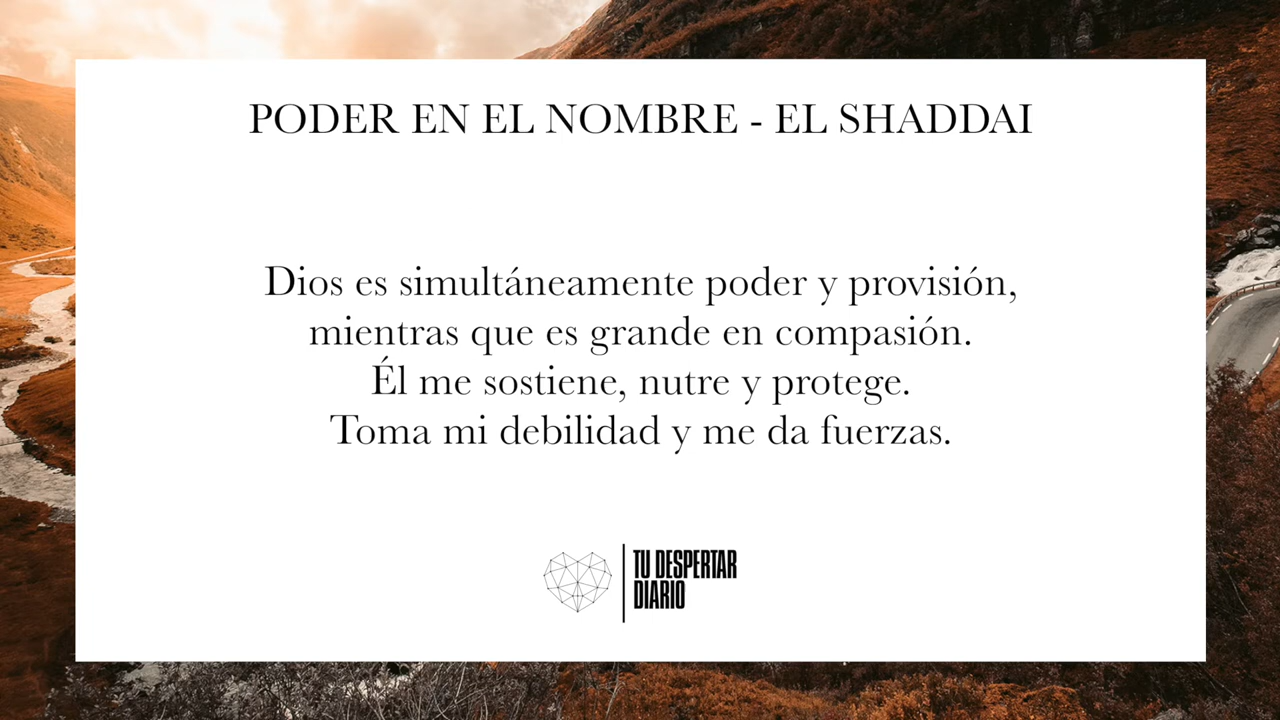 PODER EN EL NOMBRE - EL SHADDAI
Dios es simultáneamente poder y provisión,
mientras que es grande en compasión.
Él me sostiene, nutre y protege.
Toma mi debilidad y me da fuerzas.
TU DESPERTAR
DIARIO